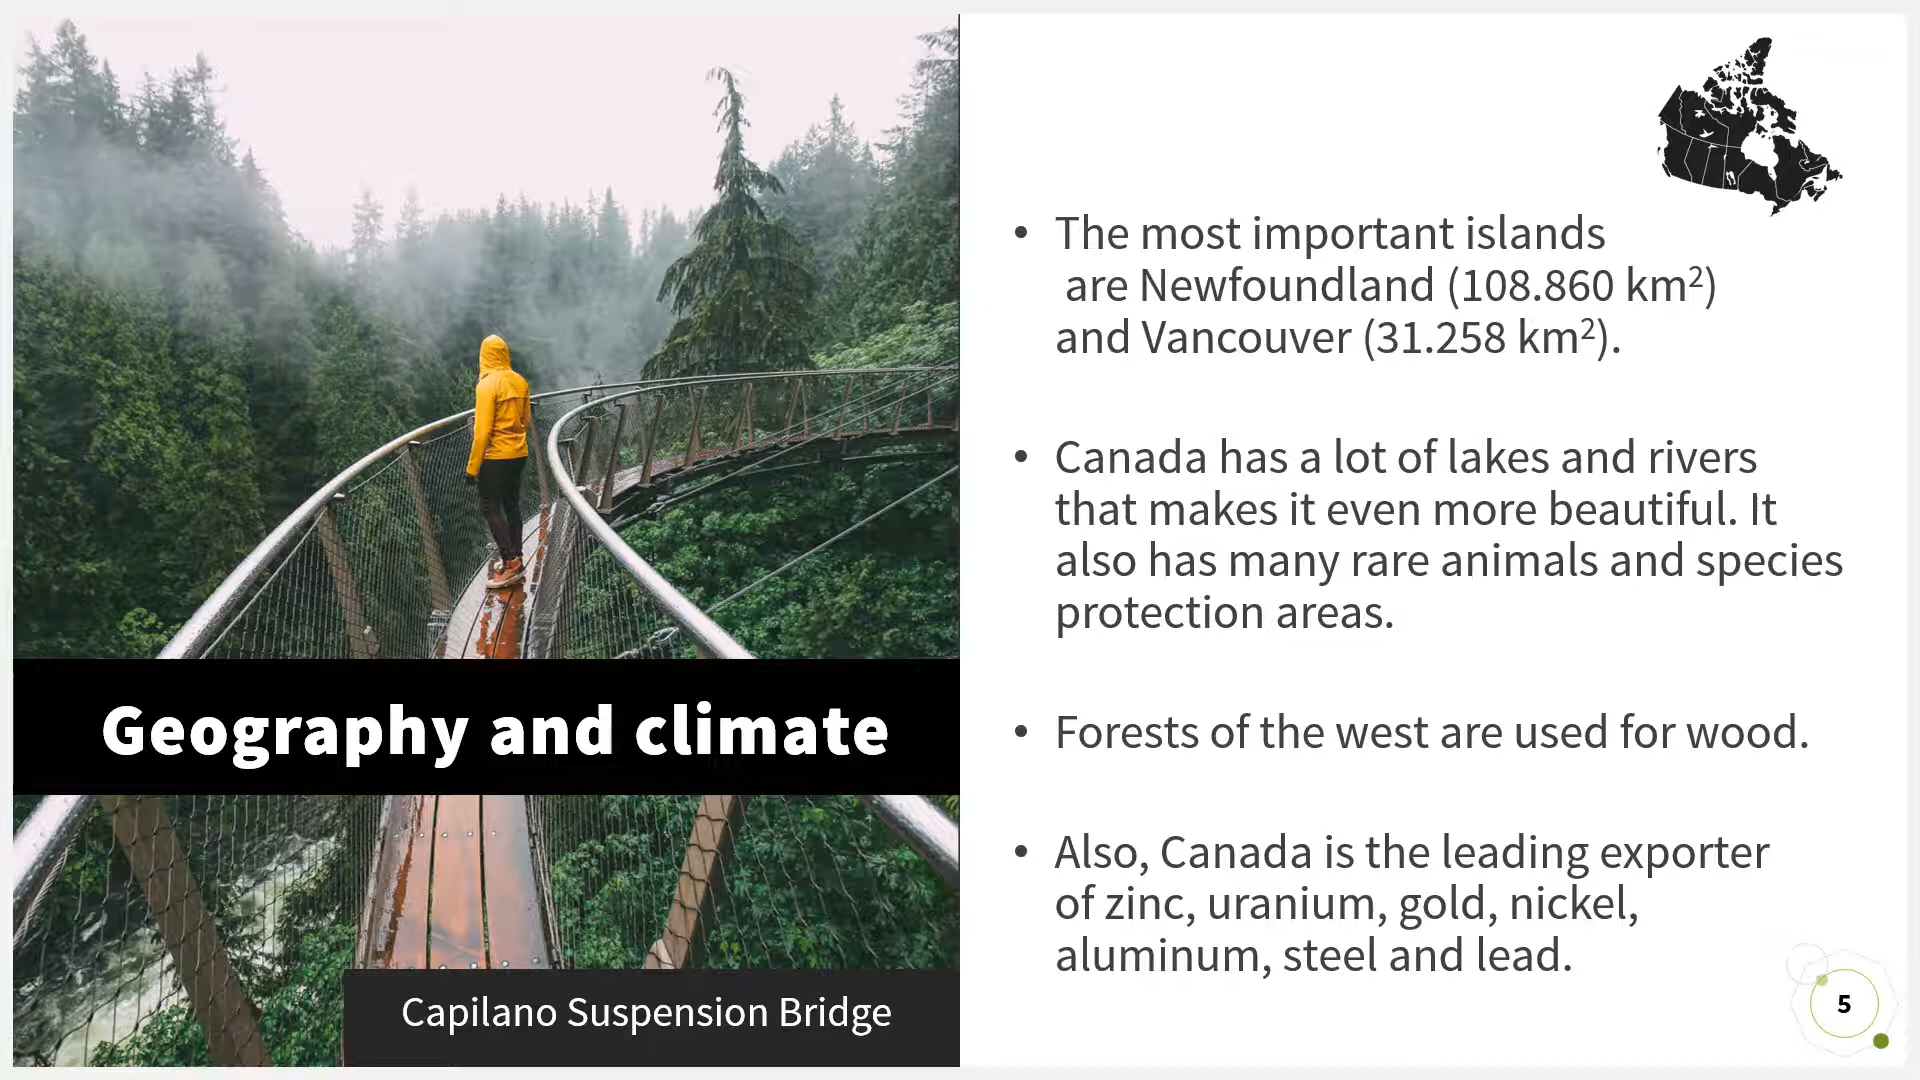 Geography and climate
Capilano Suspension Bridge
• The most important islands
are Newfoundland (108.860 km²)
and Vancouver (31.258 km²).
• Canada has a lot of lakes and rivers
that makes it even more beautiful. It
also has many rare animals and species
protection areas.
• Forests of the west are used for wood.
• Also, Canada is the leading exporter
of zinc, uranium, gold, nickel,
aluminum, steel and lead.
5